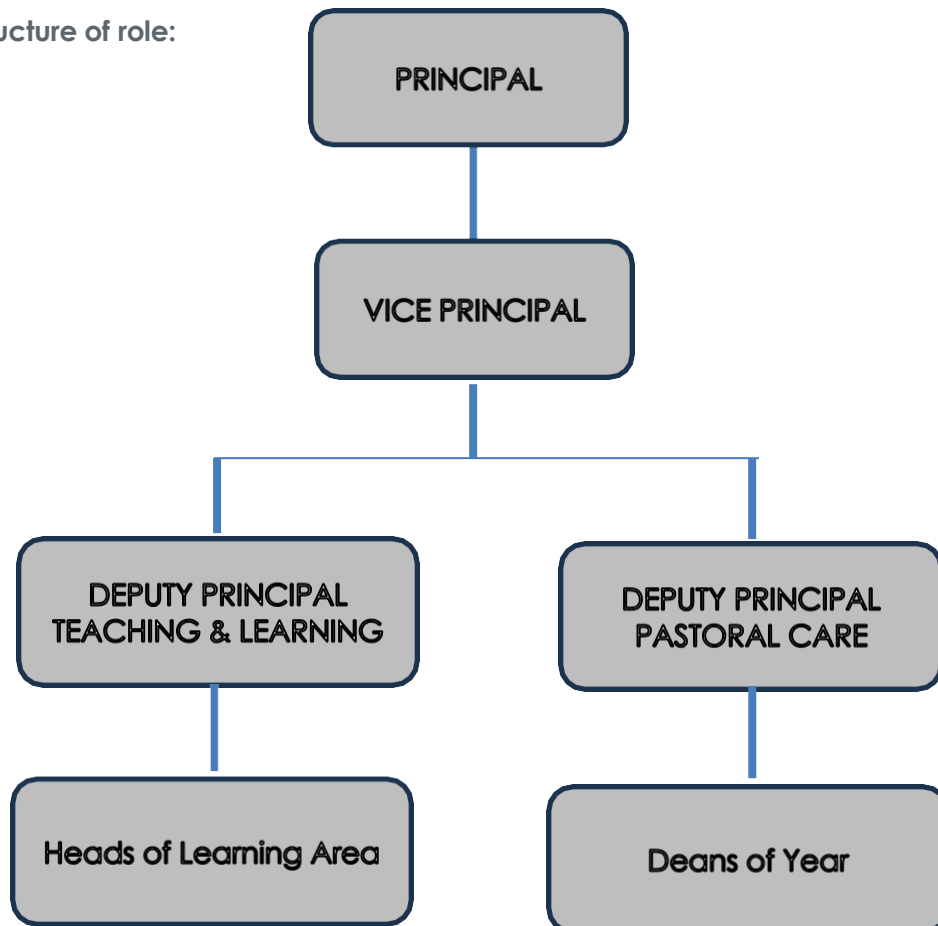 ucture of role:
PRINCIPAL
VICE PRINCIPAL
DEPUTY PRINCIPAL
TEACHING & LEARNING
DEPUTY PRINCIPAL
PASTORAL CARE
Heads of Learning Area
Deans of Year